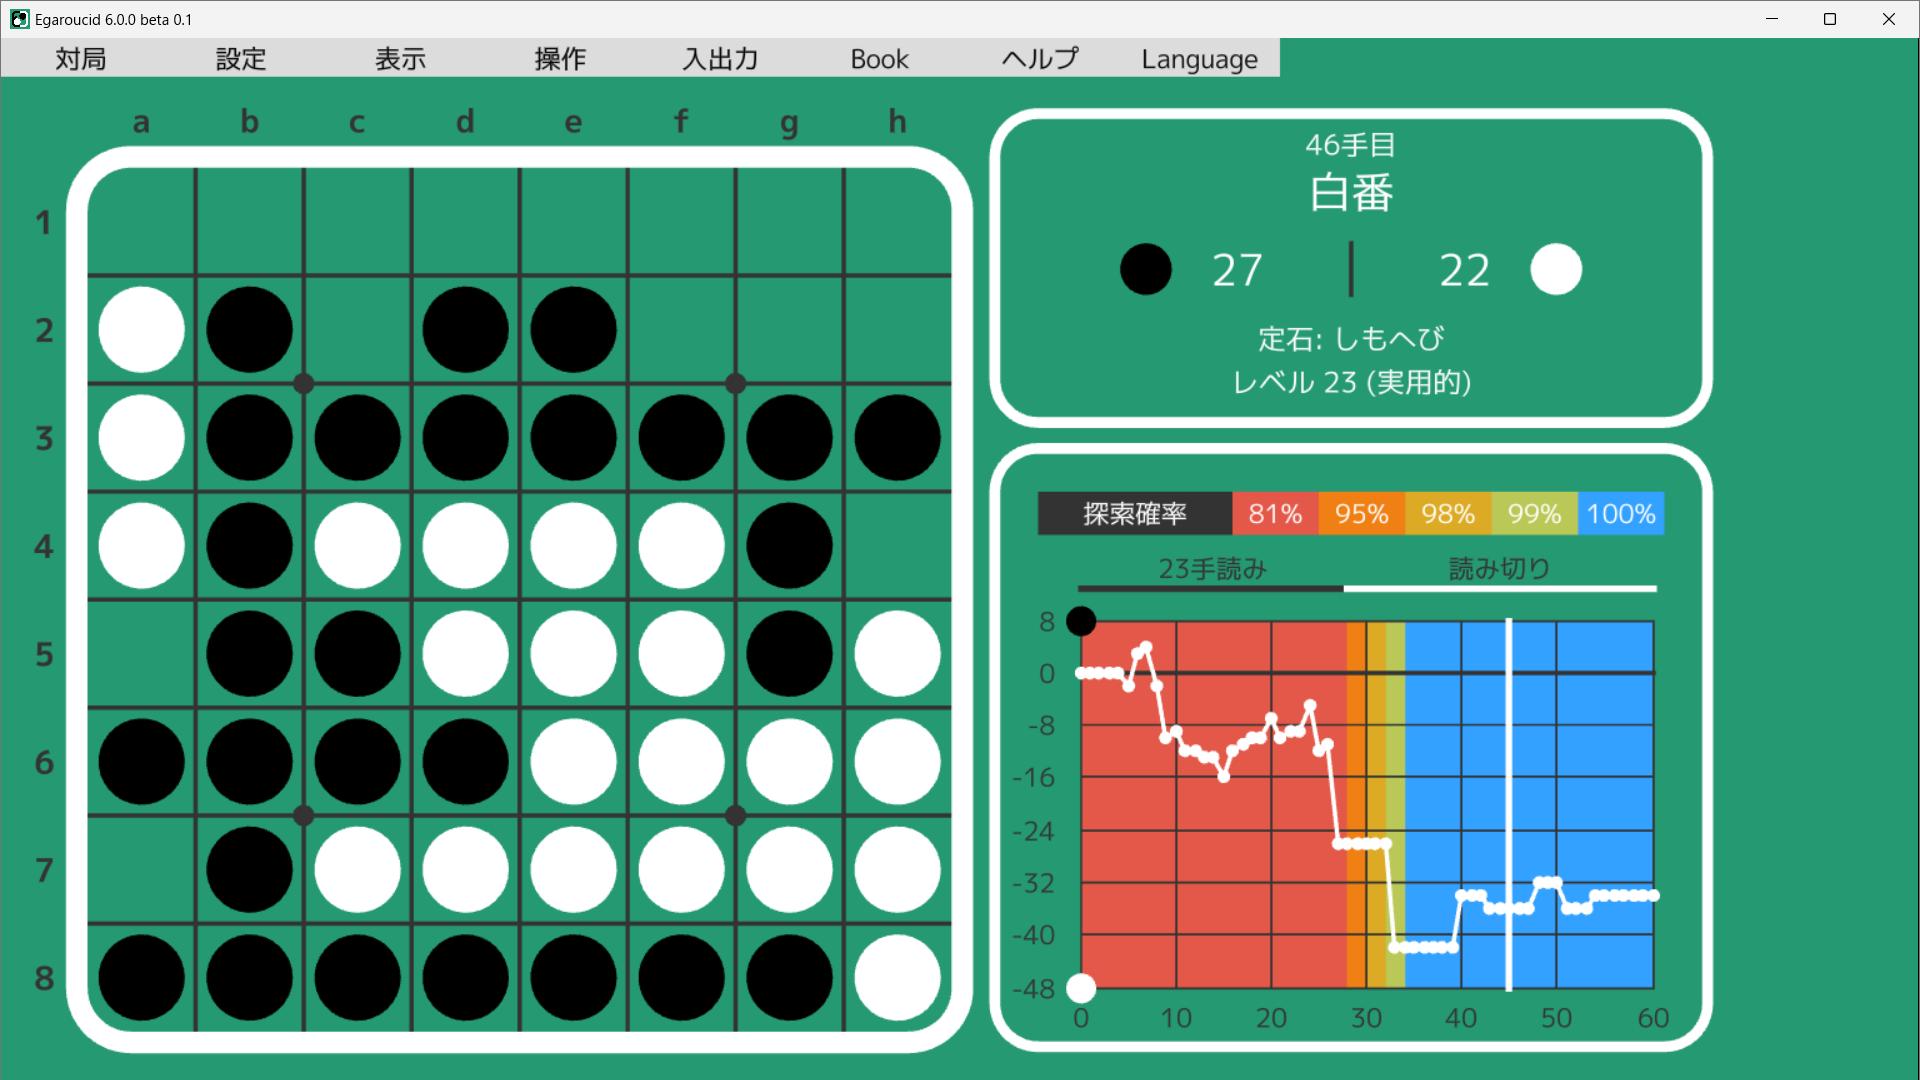 Egaroucid 6.0.0 beta 0.1
対局 設定 表示 操作 入出力 Book ヘルプ Language
a b c d e f g h
1
2
3
4
5
6
7
8
46手目
白番
27 22
定石: しもへび
レベル 23 (実用的)
探索確率 81% 95% 98% 99% 100%
23手読み 読み切り
8
0
-8
-16
-24
-32
-40
-48
0 10 20 30 40 50 60